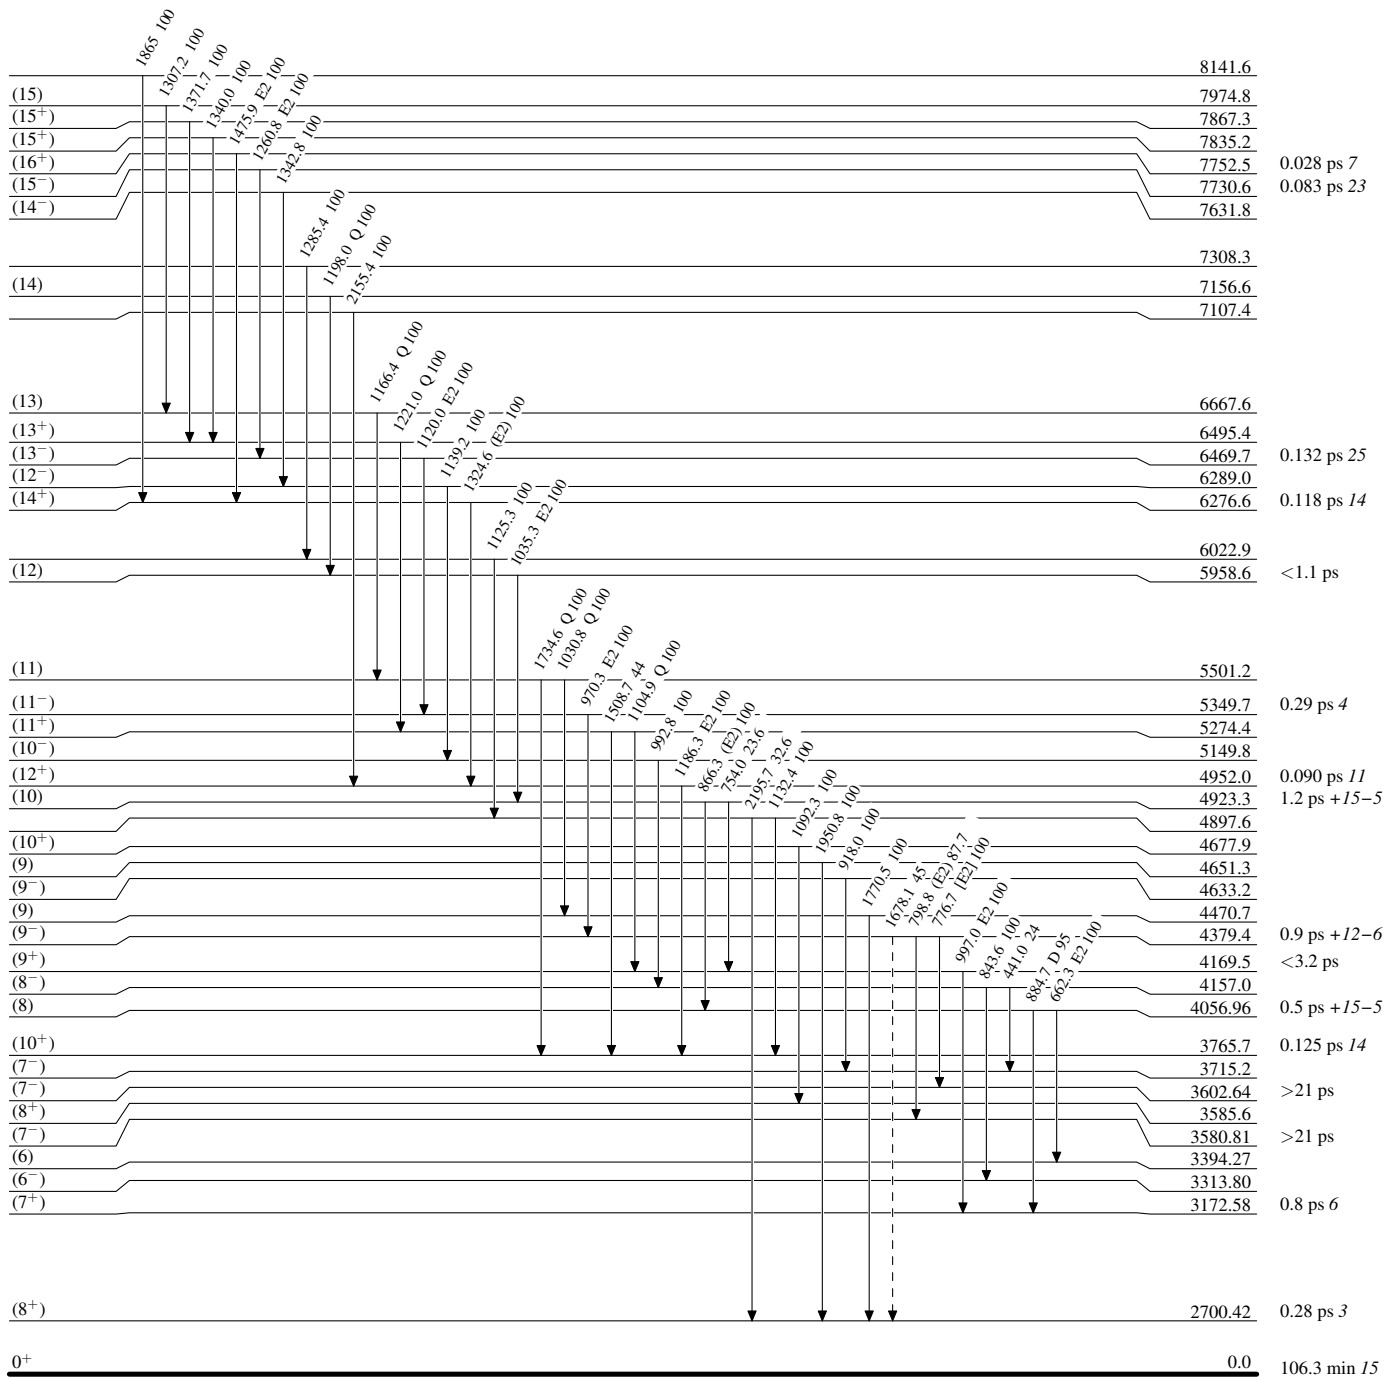 1865 100
1307.2 100
1371.7 100
1340.0 100
1475.9 E2 100
1260.8 E2 100
1342.8 100
8141.6
(15) 7974.8
(15⁺) 7867.3
(15⁺) 7835.2
(16⁺) 7752.5 0.028 ps 7
(15⁻) 7730.6 0.083 ps 23
(14⁻) 7631.8
1285.4 100
1198.0 Q 100
2155.4 100
7308.3
(14) 7156.6
7107.4
1166.4 Q 100
1221.0 Q 100
1120.0 E2 100
1139.2 100
1324.6 (E2) 100
(13) 6667.6
(13⁺) 6495.4
(13⁻) 6469.7 0.132 ps 25
(12⁻) 6289.0
(14⁺) 6276.6 0.118 ps 14
1125.3 100
1035.3 E2 100
6022.9
(12) 5958.6 <1.1 ps
1734.6 Q 100
1030.8 Q 100
970.3 E2 100
1508.7 44
1104.9 Q 100
992.8 100
1186.3 E2 100
866.3 (E2) 100
754.0 23.6
2195.7 32.6
1132.4 100
1092.3 100
1950.8 100
918.0 100
1770.5 100
1678.1 45
798.8 (E2) 87.7
776.7 [E2] 100
997.0 E2 100
843.6 100
441.0 24
884.7 D 95
662.3 E2 100
(11) 5501.2
(11⁻) 5349.7 0.29 ps 4
(11⁺) 5274.4
(10⁻) 5149.8
(12⁺) 4952.0 0.090 ps 11
(10) 4923.3 1.2 ps +15−5
4897.6
(10⁺) 4677.9
(9) 4651.3
(9⁻) 4633.2
(9) 4470.7
(9⁻) 4379.4 0.9 ps +12−6
(9⁺) 4169.5 <3.2 ps
(8⁻) 4157.0
(8) 4056.96 0.5 ps +15−5
(10⁺) 3765.7 0.125 ps 14
(7⁻) 3715.2
(7⁻) 3602.64 >21 ps
(8⁺) 3585.6
(7⁻) 3580.81 >21 ps
(6) 3394.27
(6⁻) 3313.80
(7⁺) 3172.58 0.8 ps 6
(8⁺) 2700.42 0.28 ps 3
0⁺ 0.0 106.3 min 15